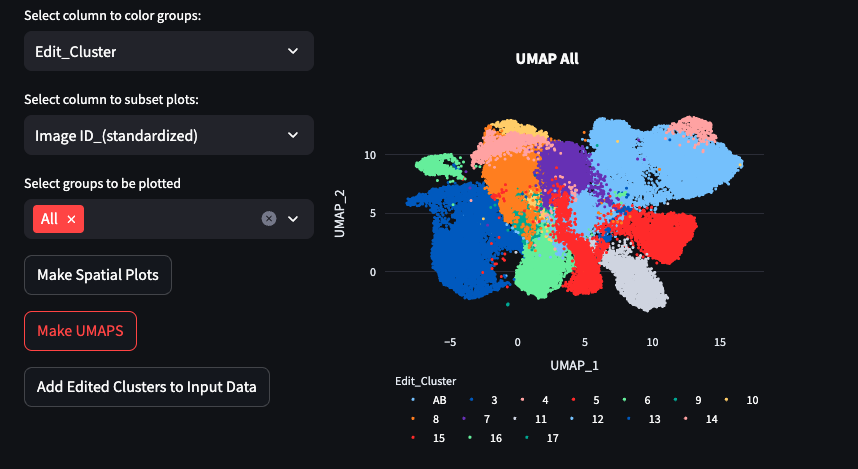 Select column to color groups:
Edit_Cluster
Select column to subset plots:
Image ID_(standardized)
Select groups to be plotted
All ×
Make Spatial Plots
Make UMAPS
Add Edited Clusters to Input Data
UMAP All
UMAP_2
10
5
0
−5 0 5 10 15
UMAP_1
Edit_Cluster
AB 3 4 5 6 9 10
8 7 11 12 13 14
15 16 17